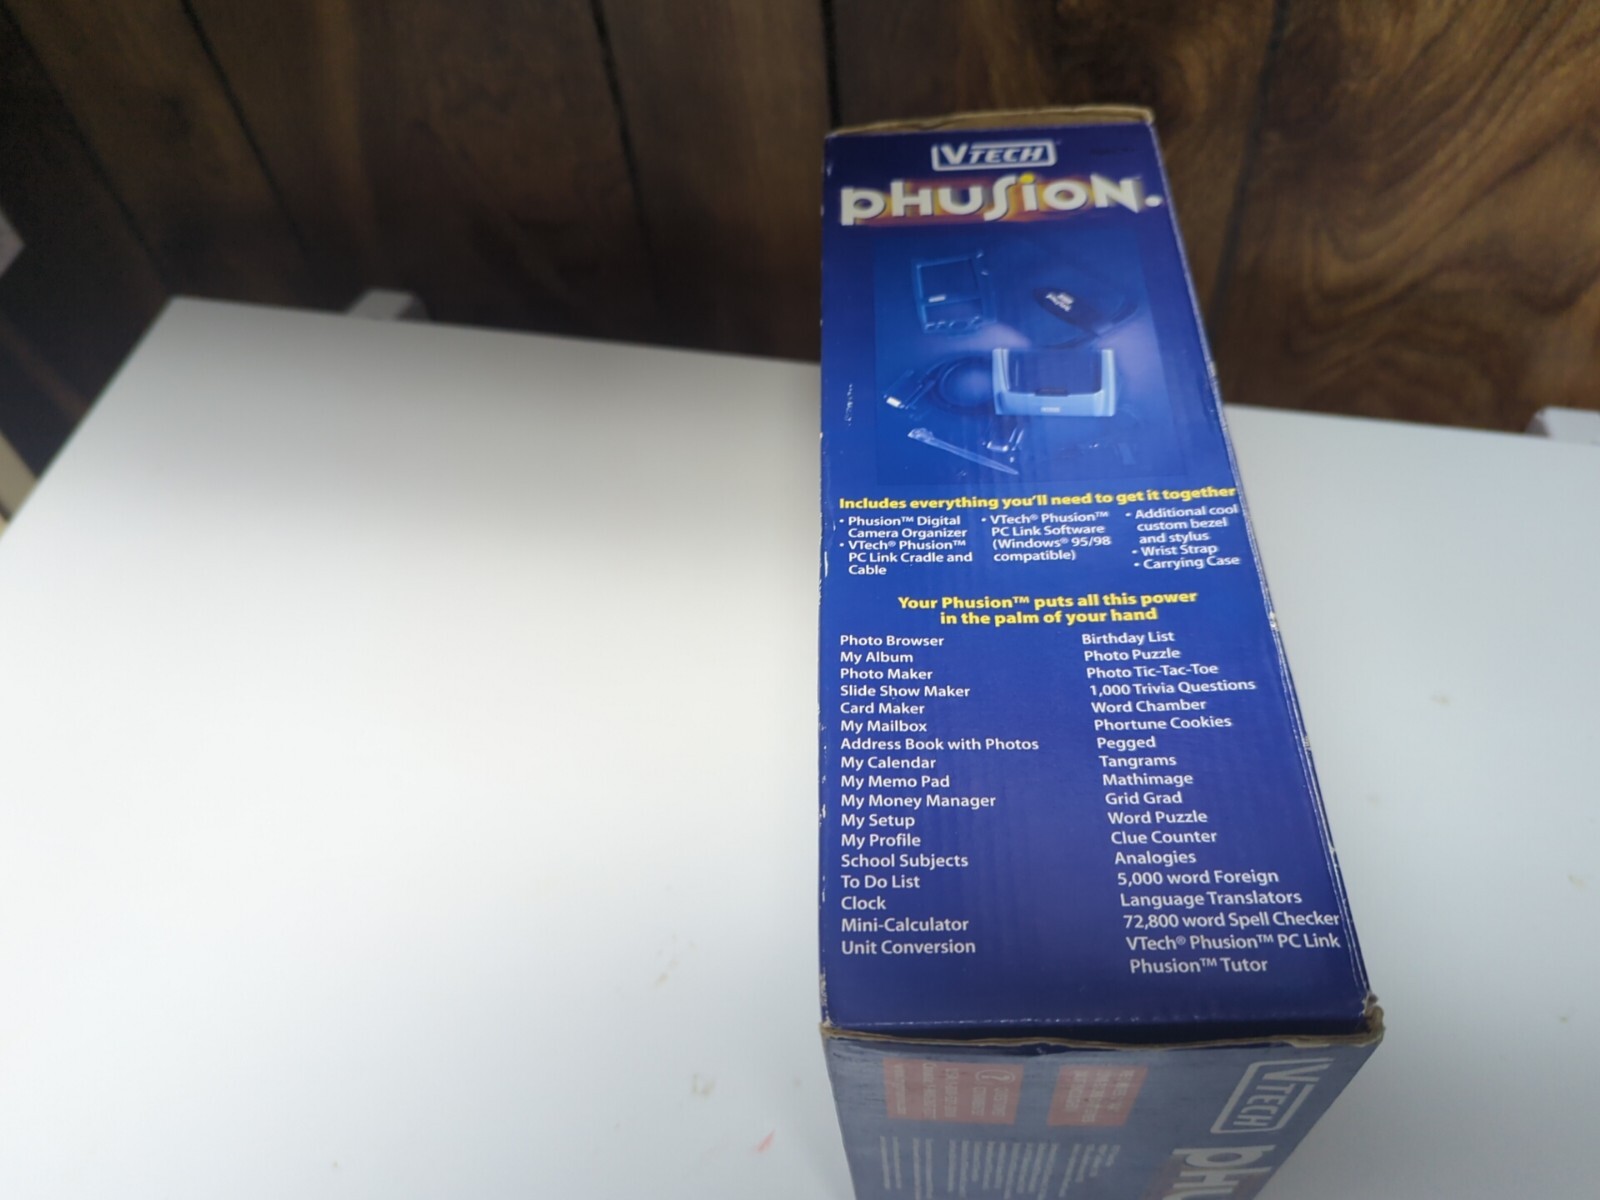 VTECH
PHUSION.
Includes everything you'll need to get it together
• Phusion™ Digital
Camera Organizer
• VTech® Phusion™
PC Link Cradle and
Cable
• VTech® Phusion™
PC Link Software
(Windows® 95/98
compatible)
• Additional cool
custom bezel
and stylus
• Wrist Strap
• Carrying Case
Your Phusion™ puts all this power
in the palm of your hand
Photo Browser
My Album
Photo Maker
Slide Show Maker
Card Maker
My Mailbox
Address Book with Photos
My Calendar
My Memo Pad
My Money Manager
My Setup
My Profile
School Subjects
To Do List
Clock
Mini-Calculator
Unit Conversion
Birthday List
Photo Puzzle
Photo Tic-Tac-Toe
1,000 Trivia Questions
Word Chamber
Phortune Cookies
Pegged
Tangrams
Mathimage
Grid Grad
Word Puzzle
Clue Counter
Analogies
5,000 word Foreign
Language Translators
72,800 word Spell Checker
VTech® Phusion™ PC Link
Phusion™ Tutor
VTECH